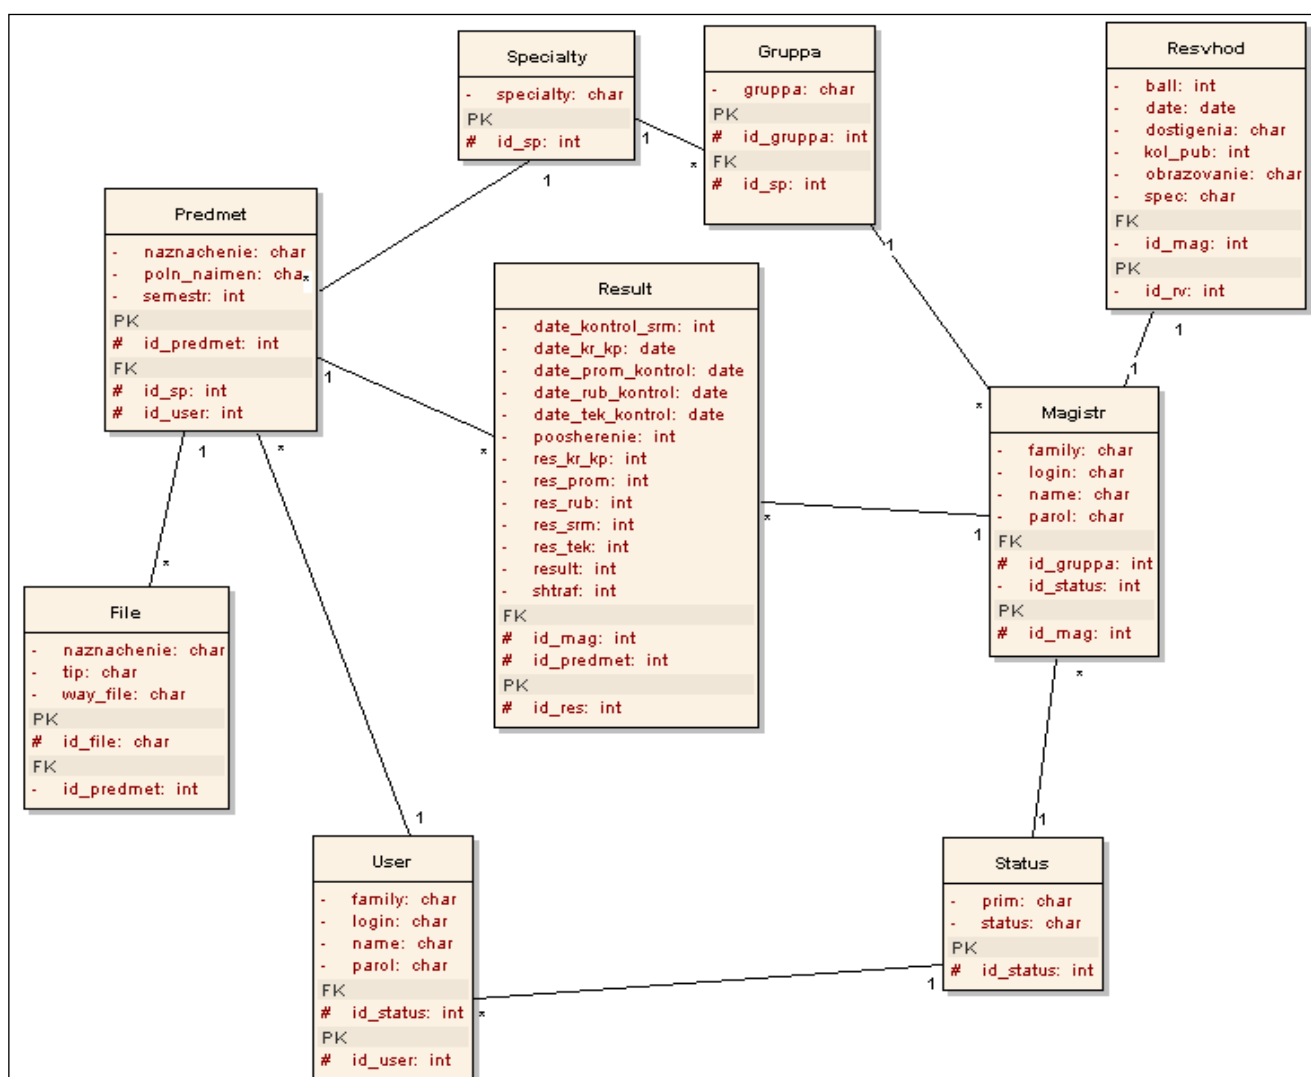 Specialty
- specialty: char
PK
# id_sp: int
Gruppa
- gruppa: char
PK
# id_gruppa: int
FK
# id_sp: int
Resvhod
- ball: int
- date: date
- dostigenia: char
- kol_pub: int
- obrazovanie: char
- spec: char
FK
- id_mag: int
PK
- id_rv: int
1
*
1
1
1
Predmet
- naznachenie: char
- poln_naimen: cha
- semestr: int
PK
# id_predmet: int
FK
# id_sp: int
# id_user: int
*
1
1
*
Result
- date_kontrol_srm: int
- date_kr_kp: date
- date_prom_kontrol: date
- date_rub_kontrol: date
- date_tek_kontrol: date
- poosherenie: int
- res_kr_kp: int
- res_prom: int
- res_rub: int
- res_srm: int
- res_tek: int
- result: int
- shtraf: int
FK
# id_mag: int
# id_predmet: int
PK
# id_res: int
*
*
1
1
*
Magistr
- family: char
- login: char
- name: char
- parol: char
FK
# id_gruppa: int
- id_status: int
PK
# id_mag: int
1
*
*
File
- naznachenie: char
- tip: char
- way_file: char
PK
# id_file: char
FK
- id_predmet: int
1
1
User
- family: char
- login: char
- name: char
- parol: char
FK
# id_status: int
PK
# id_user: int
*
1
Status
- prim: char
- status: char
PK
# id_status: int